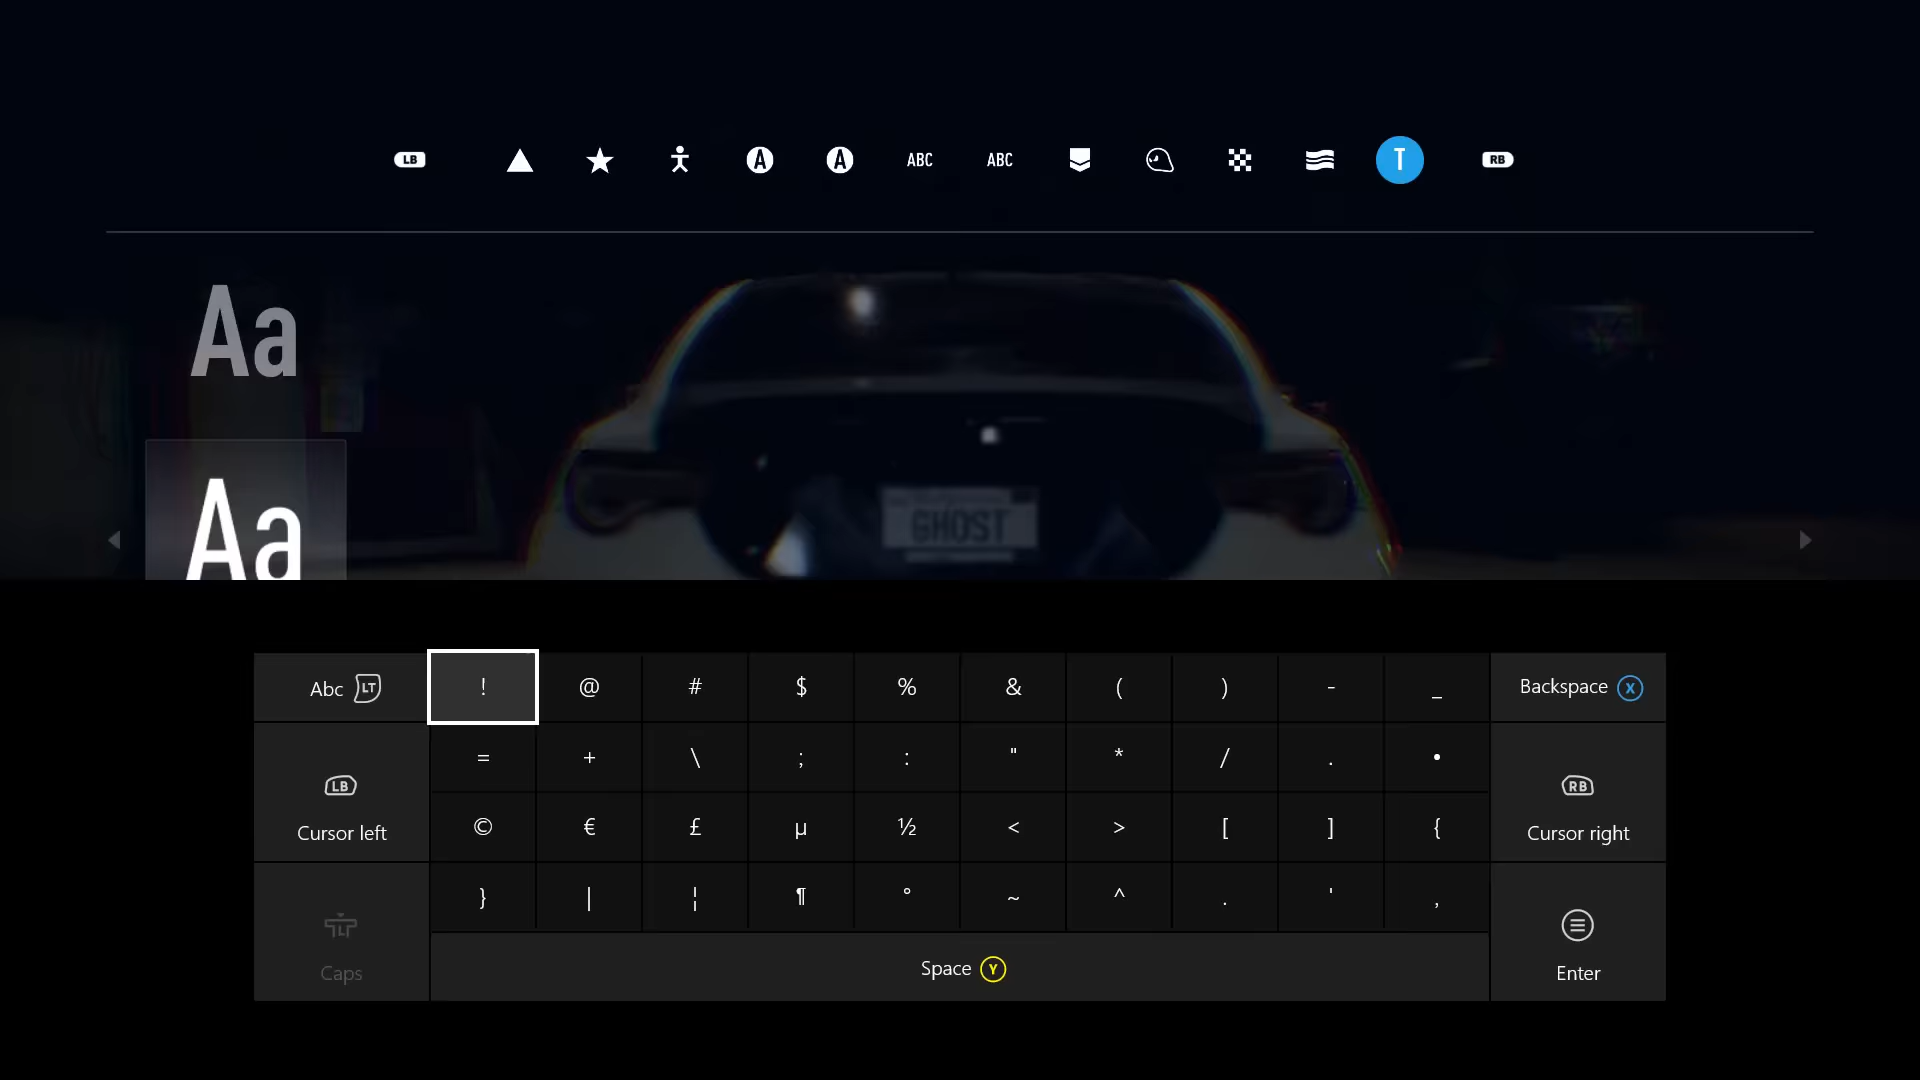 LB A A ABC ABC T RB
Aa
Aa
GHOST
Abc LT ! @ # $ % & ( ) - _ Backspace X
= + \ ; : " * / . •
LB Cursor left RB Cursor right
© € £ µ ½ < > [ ] {
} | ¦ ¶ ° ~ ^ . ' ,
LT Caps Enter
Space Y